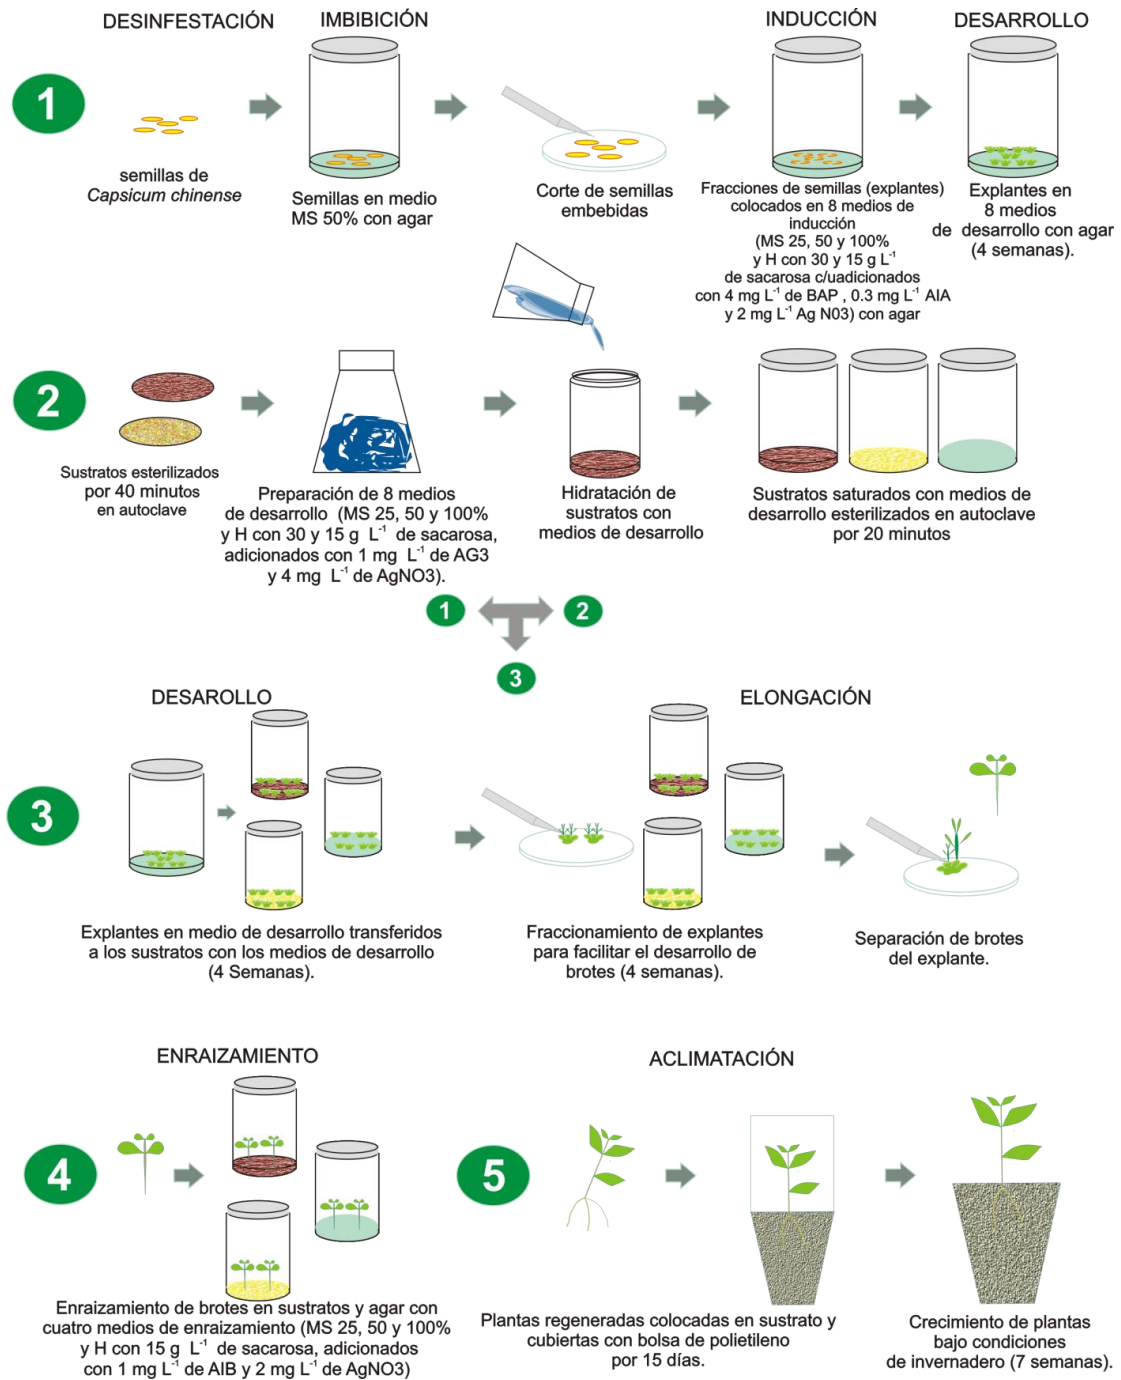 DESINFESTACIÓN
IMBIBICIÓN
INDUCCIÓN
DESARROLLO
1
semillas de
Capsicum chinense
Semillas en medio
MS 50% con agar
Corte de semillas
embebidas
Fracciones de semillas (explantes)
colocados en 8 medios de
inducción
(MS 25, 50 y 100%
y H con 30 y 15 g L⁻¹
de sacarosa c/uadicionados
con 4 mg L⁻¹ de BAP , 0.3 mg L⁻¹ AIA
y 2 mg L⁻¹ Ag N03) con agar
Explantes en
8 medios
de desarrollo con agar
(4 semanas).
2
Sustratos esterilizados
por 40 minutos
en autoclave
Preparación de 8 medios
de desarrollo (MS 25, 50 y 100%
y H con 30 y 15 g L⁻¹ de sacarosa,
adicionados con 1 mg L⁻¹ de AG3
y 4 mg L⁻¹ de AgNO3).
Hidratación de
sustratos con
medios de desarrollo
Sustratos saturados con medios de
desarrollo esterilizados en autoclave
por 20 minutos
1
2
3
DESAROLLO
ELONGACIÓN
3
Explantes en medio de desarrollo transferidos
a los sustratos con los medios de desarrollo
(4 Semanas).
Fraccionamiento de explantes
para facilitar el desarrollo de
brotes (4 semanas).
Separación de brotes
del explante.
ENRAIZAMIENTO
ACLIMATACIÓN
4
Enraizamiento de brotes en sustratos y agar con
cuatro medios de enraizamiento (MS 25, 50 y 100%
y H con 15 g L⁻¹ de sacarosa, adicionados
con 1 mg L⁻¹ de AIB y 2 mg L⁻¹ de AgNO3)
5
Plantas regeneradas colocadas en sustrato y
cubiertas con bolsa de polietileno
por 15 días.
Crecimiento de plantas
bajo condiciones
de invernadero (7 semanas).